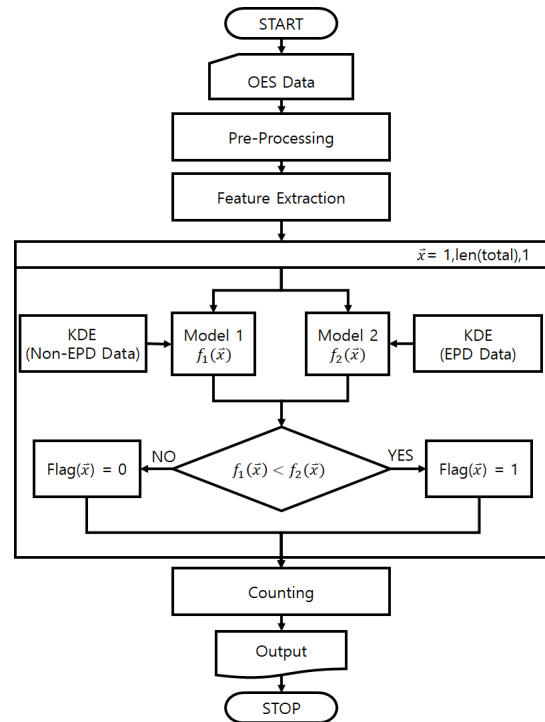 START
OES Data
Pre-Processing
Feature Extraction
x⃗ = 1,len(total),1
KDE
(Non-EPD Data)
Model 1
f₁(x⃗)
Model 2
f₂(x⃗)
KDE
(EPD Data)
NO
f₁(x⃗) < f₂(x⃗)
YES
Flag(x⃗) = 0
Flag(x⃗) = 1
Counting
Output
STOP